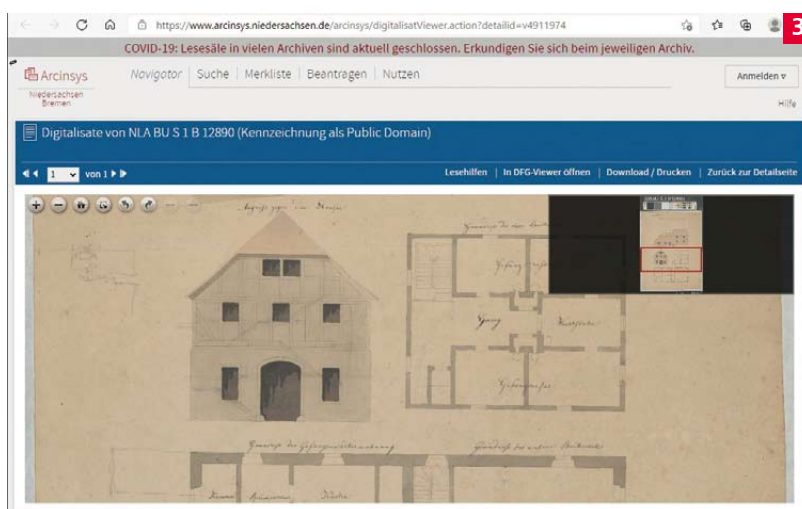 https://www.arcinsys.niedersachsen.de/arcinsys/digitalisatViewer.action?detailid=v4911974
3
COVID-19: Lesesäle in vielen Archiven sind aktuell geschlossen. Erkundigen Sie sich beim jeweiligen Archiv.
Arcinsys
Niedersachsen
Bremen
Navigator Suche Merkliste Beantragen Nutzen
Anmelden
Hilfe
Digitalisate von NLA BU S 1 B 12890 (Kennzeichnung als Public Domain)
1 von 1
Lesehilfen In DFG-Viewer öffnen Download / Drucken Zurück zur Detailseite
Gang
Küche